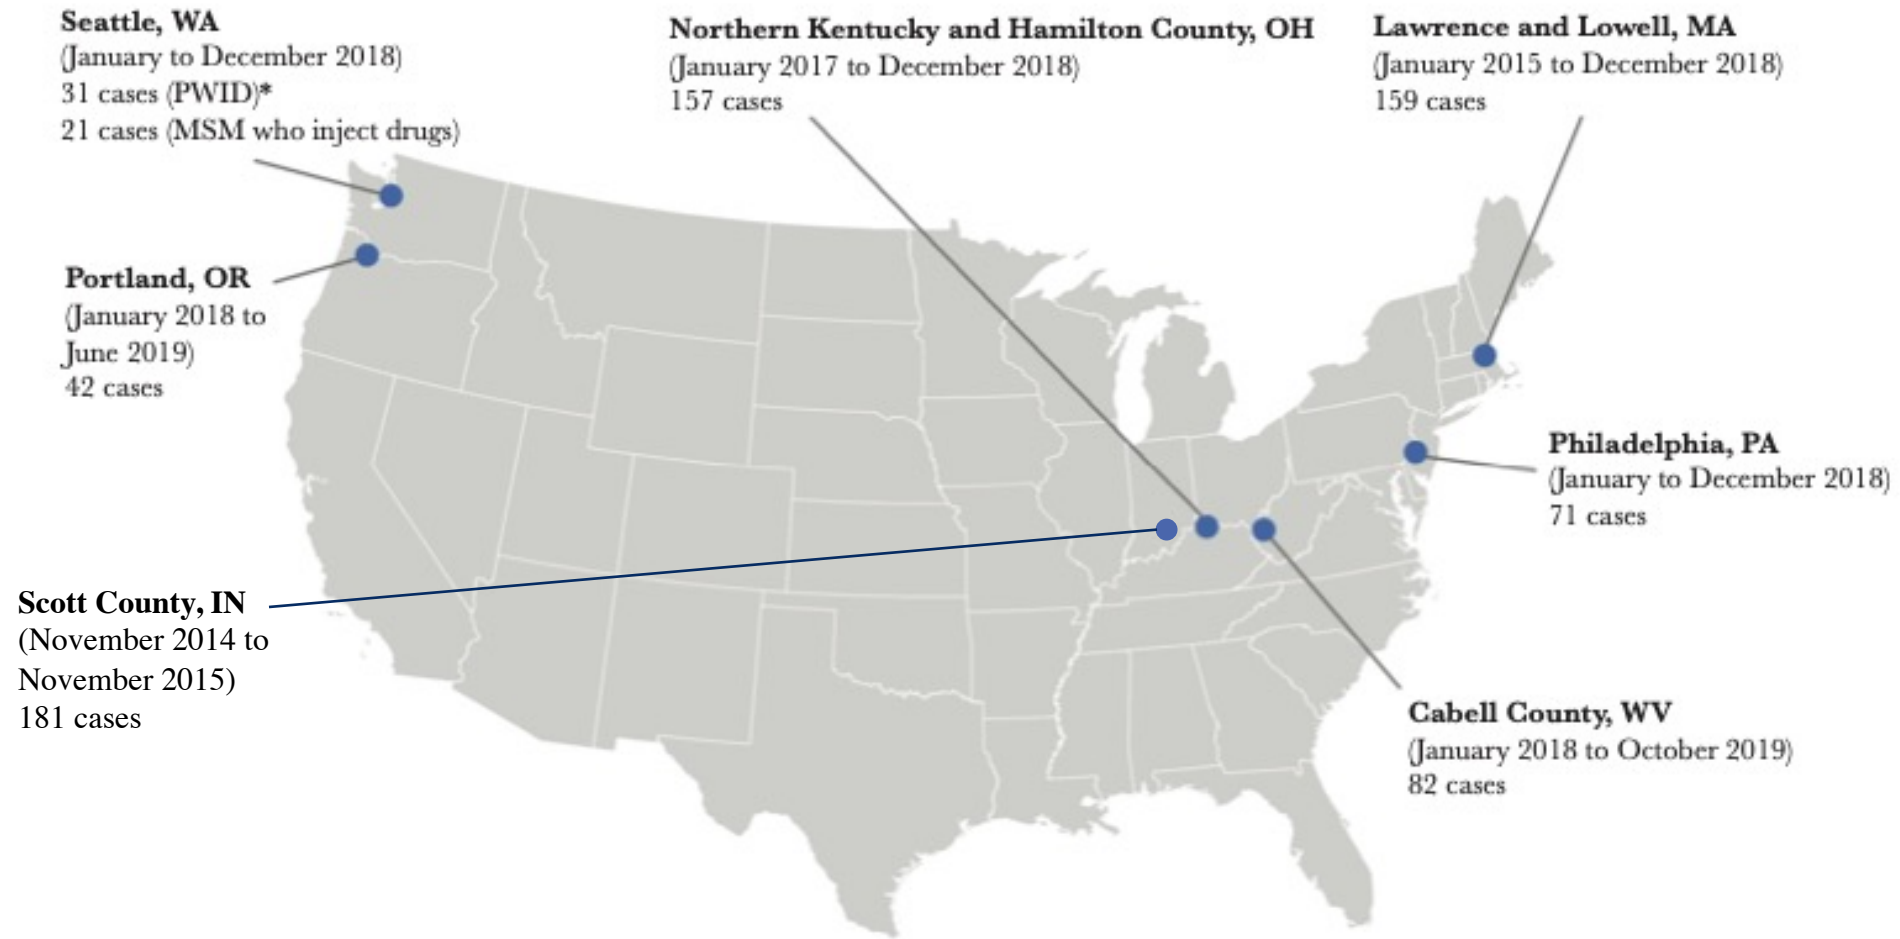 Seattle, WA
(January to December 2018)
31 cases (PWID)*
21 cases (MSM who inject drugs)
Northern Kentucky and Hamilton County, OH
(January 2017 to December 2018)
157 cases
Lawrence and Lowell, MA
(January 2015 to December 2018)
159 cases
Portland, OR
(January 2018 to
June 2019)
42 cases
Philadelphia, PA
(January to December 2018)
71 cases
Scott County, IN
(November 2014 to
November 2015)
181 cases
Cabell County, WV
(January 2018 to October 2019)
82 cases